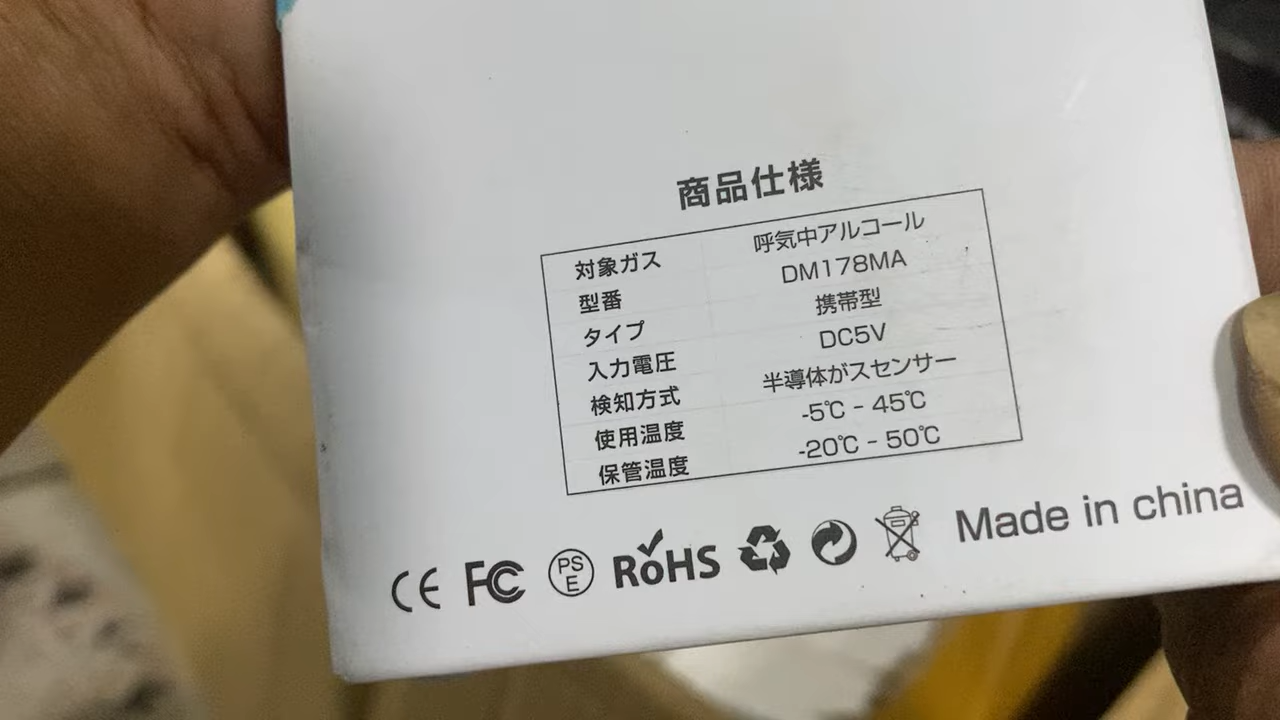 商品仕様
対象ガス 呼気中アルコール
型番 DM178MA
タイプ 携帯型
入力電圧 DC5V
検知方式 半導体がスセンサー
使用温度 -5℃ - 45℃
保管温度 -20℃ - 50℃
CE FC PSE RoHS Made in china